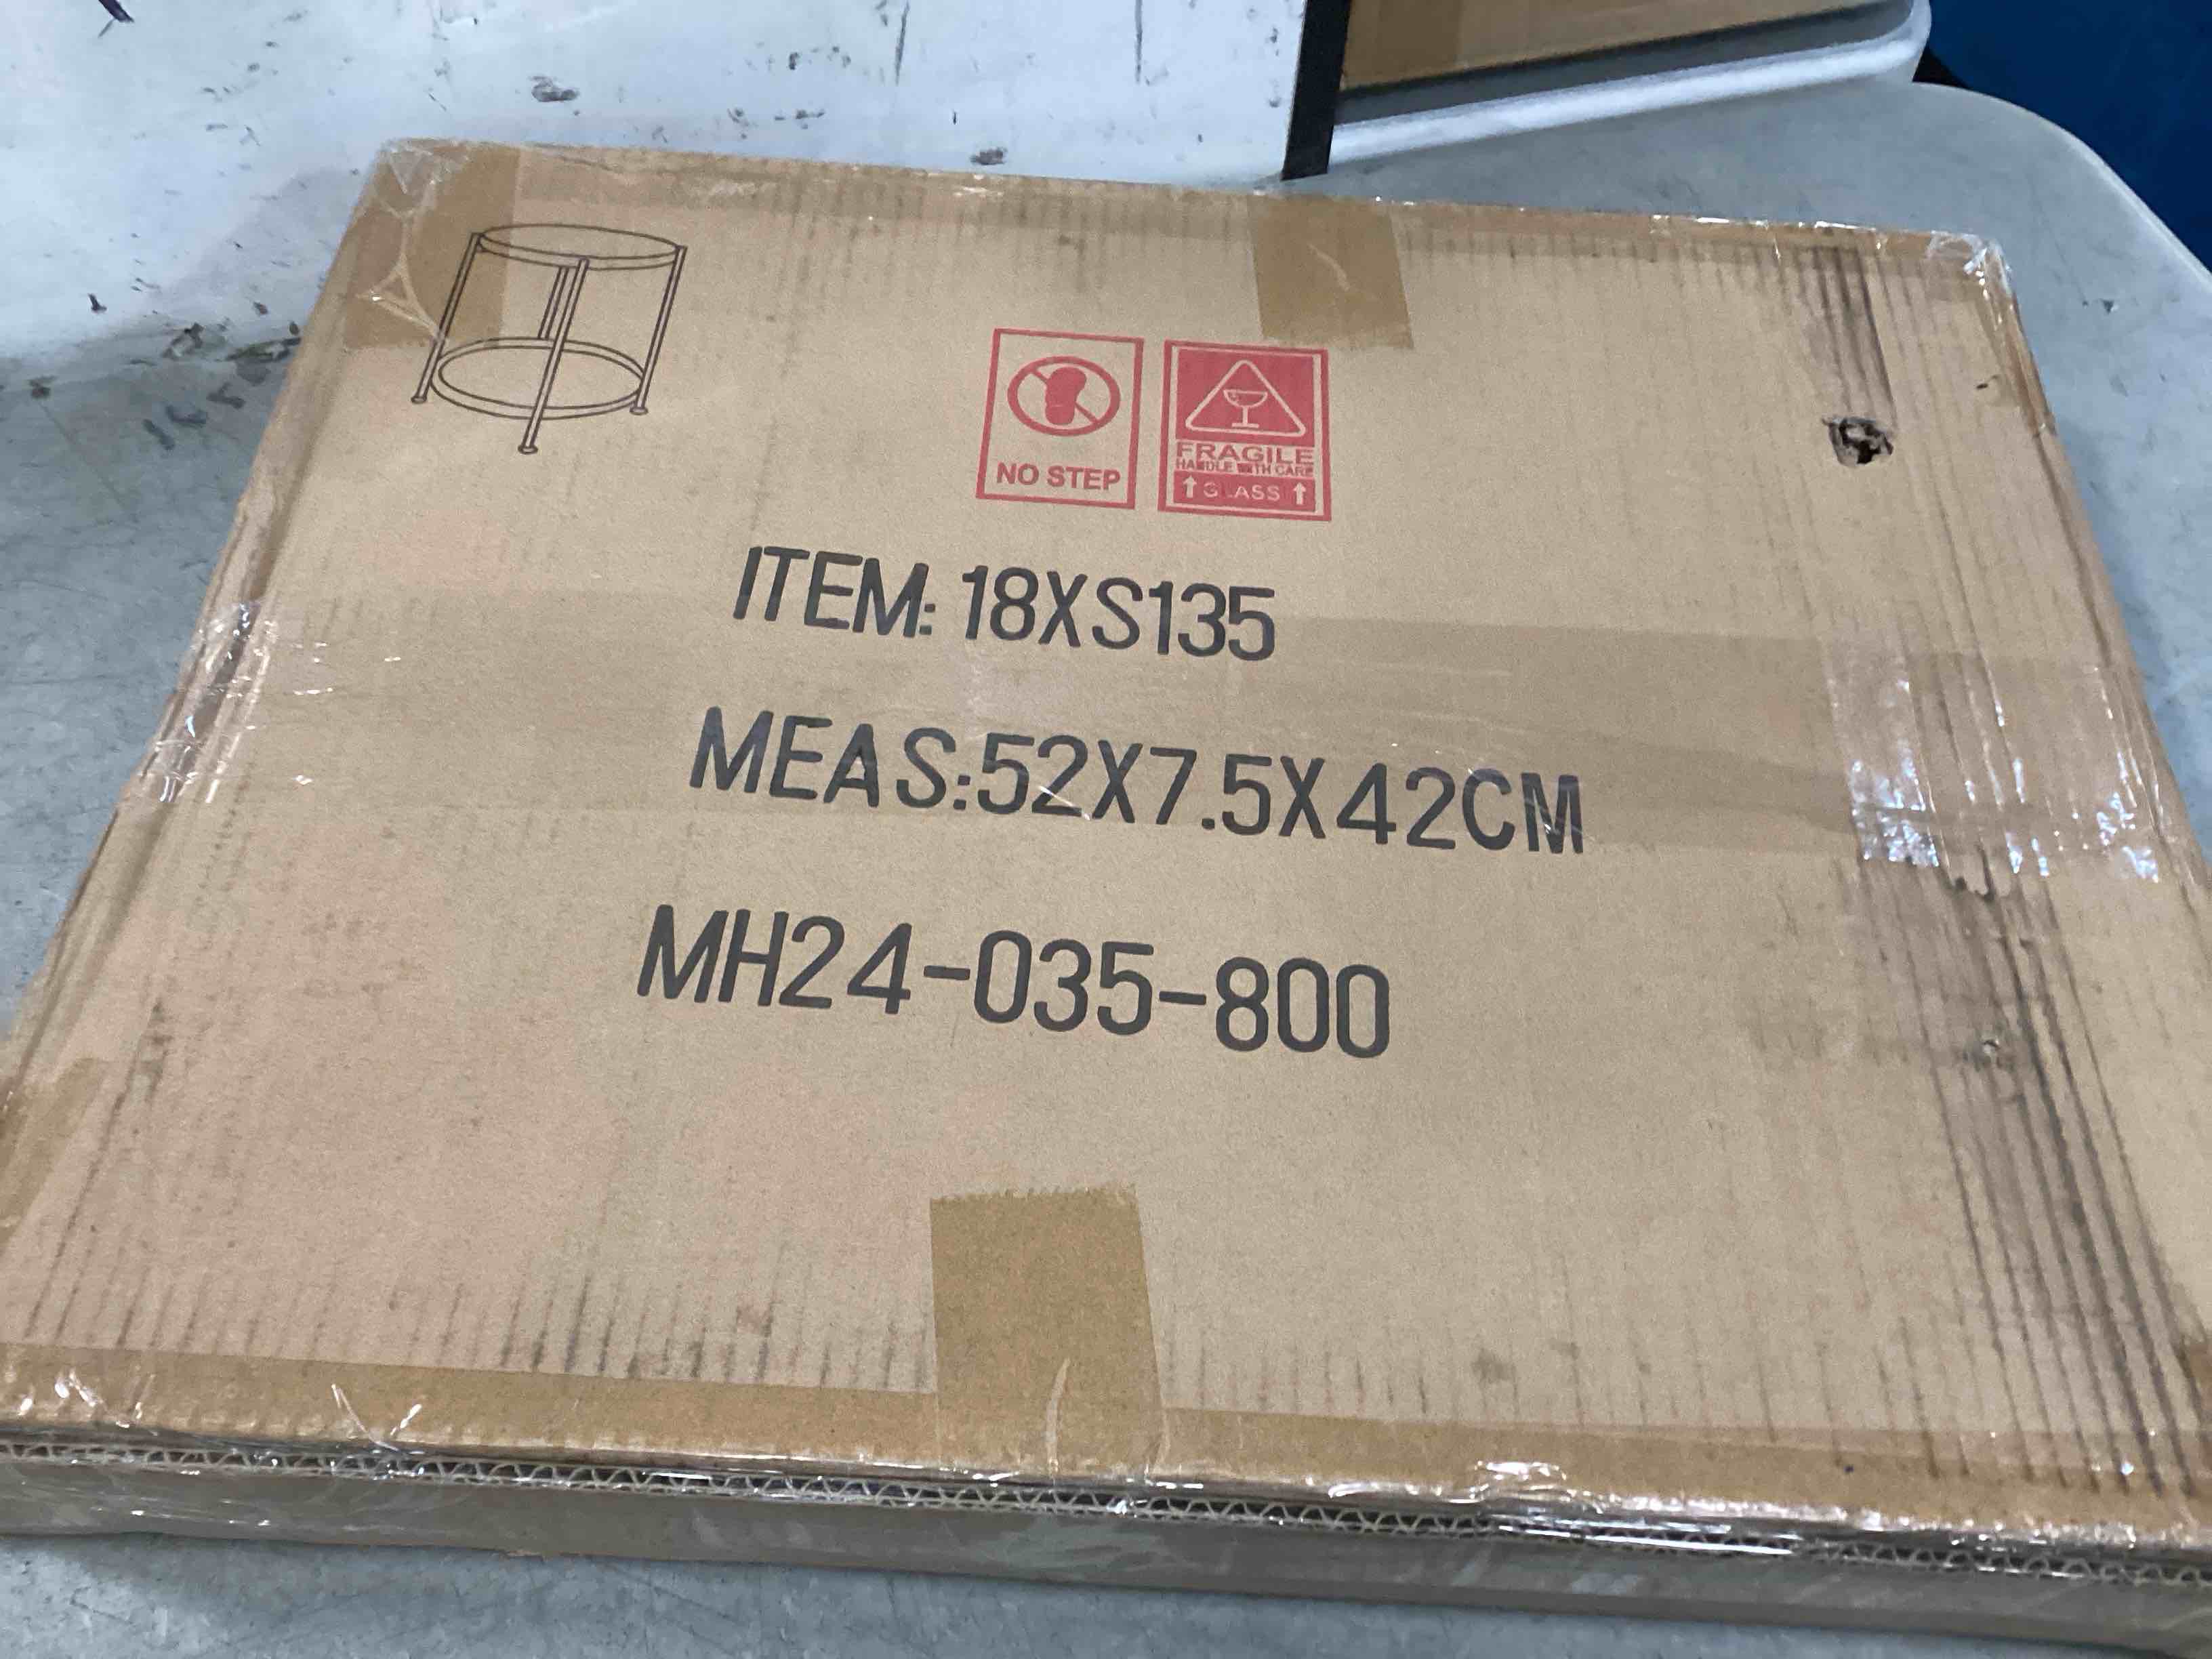 NO STEP
FRAGILE
HANDLE WITH CARE
GLASS
ITEM: 18XS135
MEAS:52X7.5X42CM
MH24-035-800